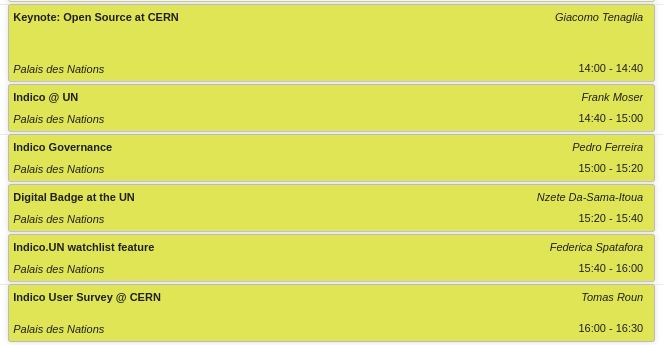 Keynote: Open Source at CERN Giacomo Tenaglia
Palais des Nations 14:00 - 14:40
Indico @ UN Frank Moser
Palais des Nations 14:40 - 15:00
Indico Governance Pedro Ferreira
Palais des Nations 15:00 - 15:20
Digital Badge at the UN Nzete Da-Sama-Itoua
Palais des Nations 15:20 - 15:40
Indico.UN watchlist feature Federica Spatafora
Palais des Nations 15:40 - 16:00
Indico User Survey @ CERN Tomas Roun
Palais des Nations 16:00 - 16:30